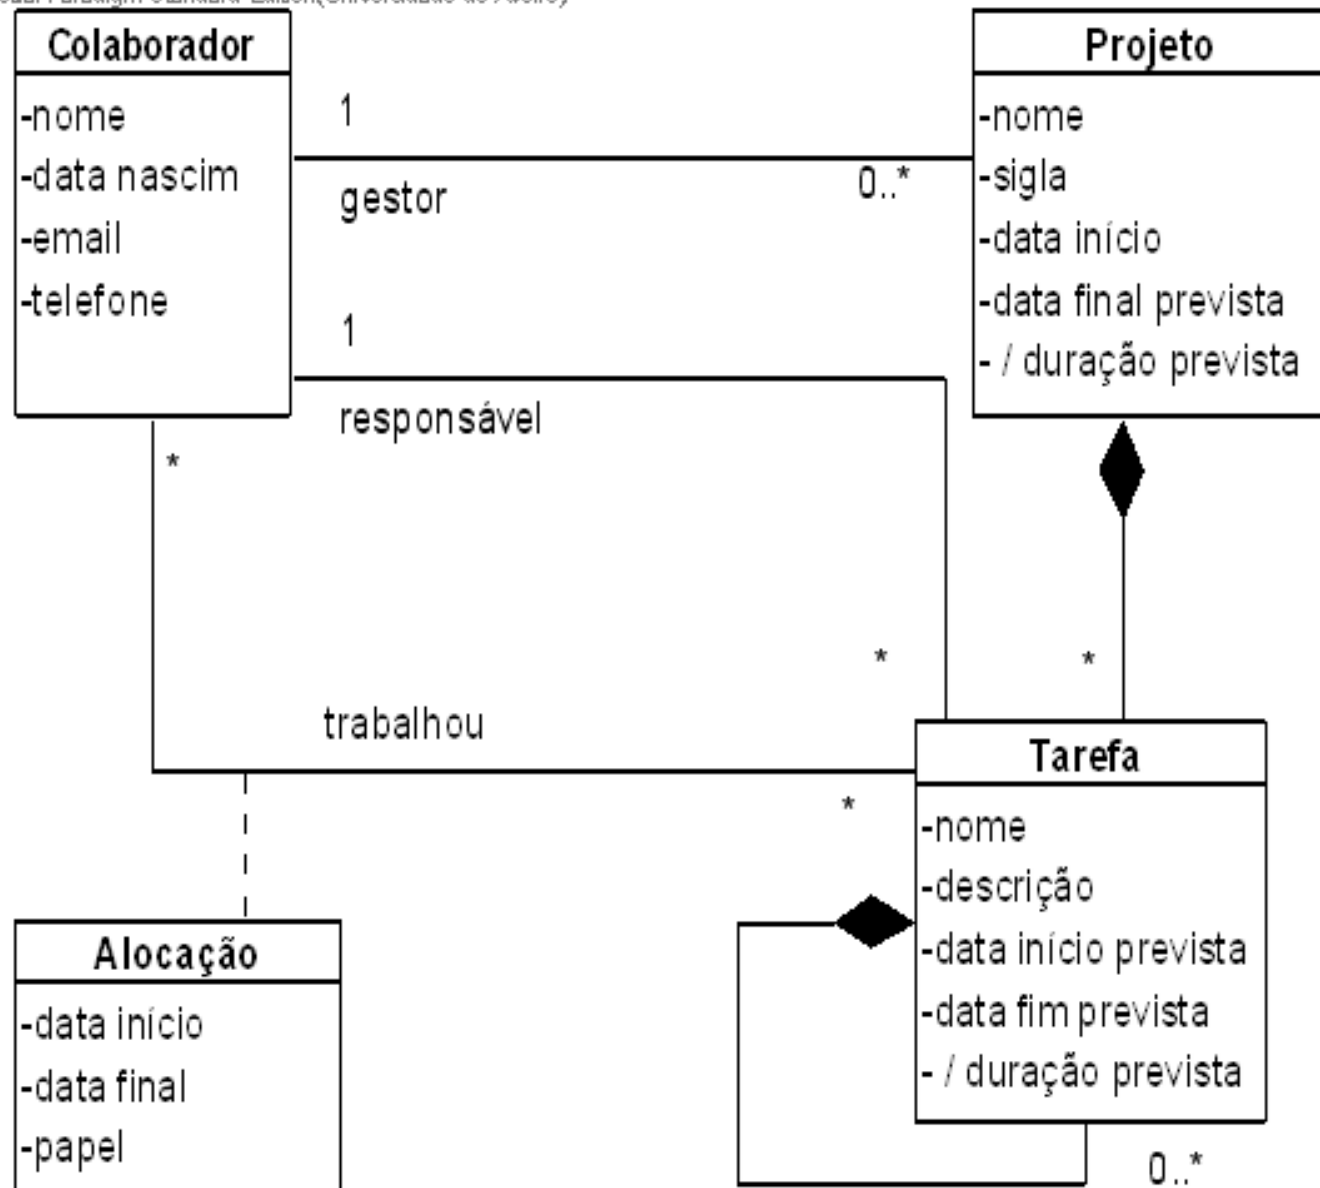 Colaborador
-nome
-data nascim
-email
-telefone
1
gestor
0..*
Projeto
-nome
-sigla
-data início
-data final prevista
- / duração prevista
1
responsável
*
*
*
trabalhou
*
Tarefa
-nome
-descrição
-data início prevista
-data fim prevista
- / duração prevista
0..*
Alocação
-data início
-data final
-papel